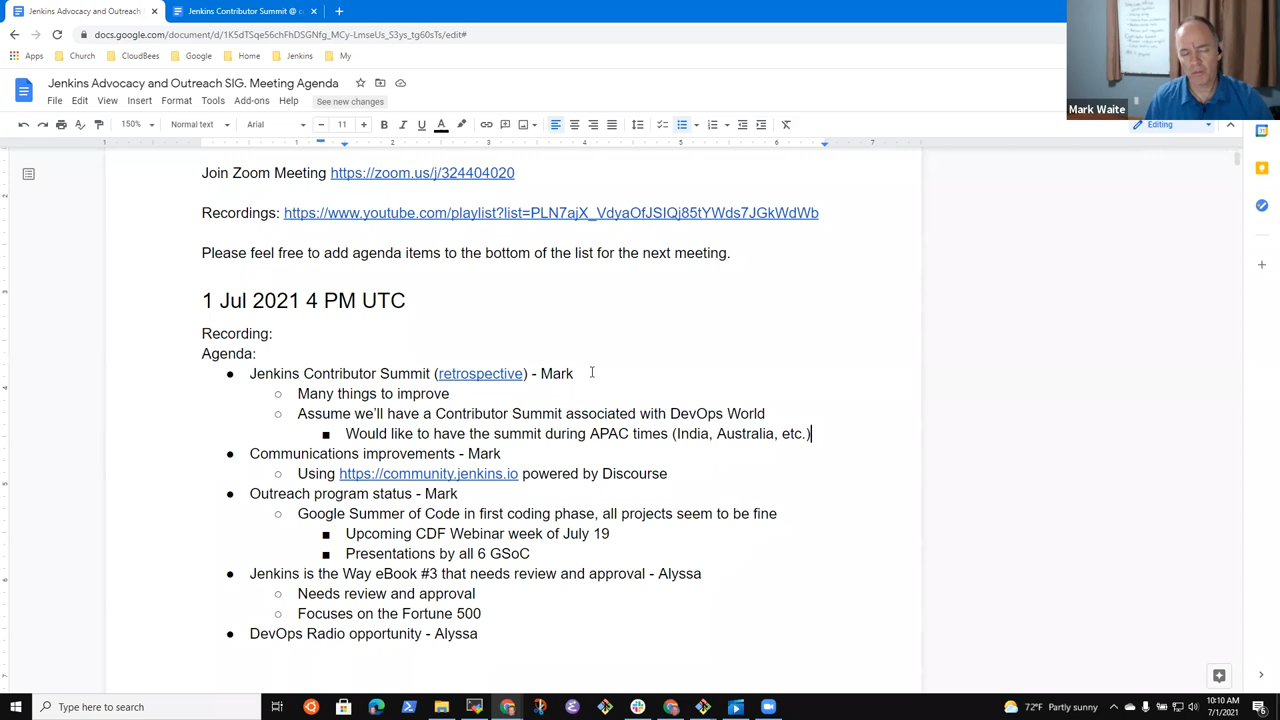 Jenkins Advocacy and Outreach S
Jenkins Contributor Summit @ c
docs.google.com/document/d/
Apps
Church
CloudBees
Google
Home
Jenkins
My
Jenkins Advocacy and Outreach SIG. Meeting Agenda
File Edit View Insert Format Tools Add-ons Help See new changes
150% Normal text Arial 11 Editing
Mark Waite
Join Zoom Meeting https://zoom.us/j/324404020
Recordings: https://www.youtube.com/playlist?list=PLN7ajX_VdyaOfJSIQj85tYWds7JGkWdWb
Please feel free to add agenda items to the bottom of the list for the next meeting.
1 Jul 2021 4 PM UTC
Recording:
Agenda:
● Jenkins Contributor Summit (retrospective) - Mark
○ Many things to improve
○ Assume we’ll have a Contributor Summit associated with DevOps World
■ Would like to have the summit during APAC times (India, Australia, etc.)
● Communications improvements - Mark
○ Using https://community.jenkins.io powered by Discourse
● Outreach program status - Mark
○ Google Summer of Code in first coding phase, all projects seem to be fine
■ Upcoming CDF Webinar week of July 19
■ Presentations by all 6 GSoC
● Jenkins is the Way eBook #3 that needs review and approval - Alyssa
○ Needs review and approval
○ Focuses on the Fortune 500
● DevOps Radio opportunity - Alyssa
Type here to search
72°F Partly sunny
10:10 AM
7/1/2021